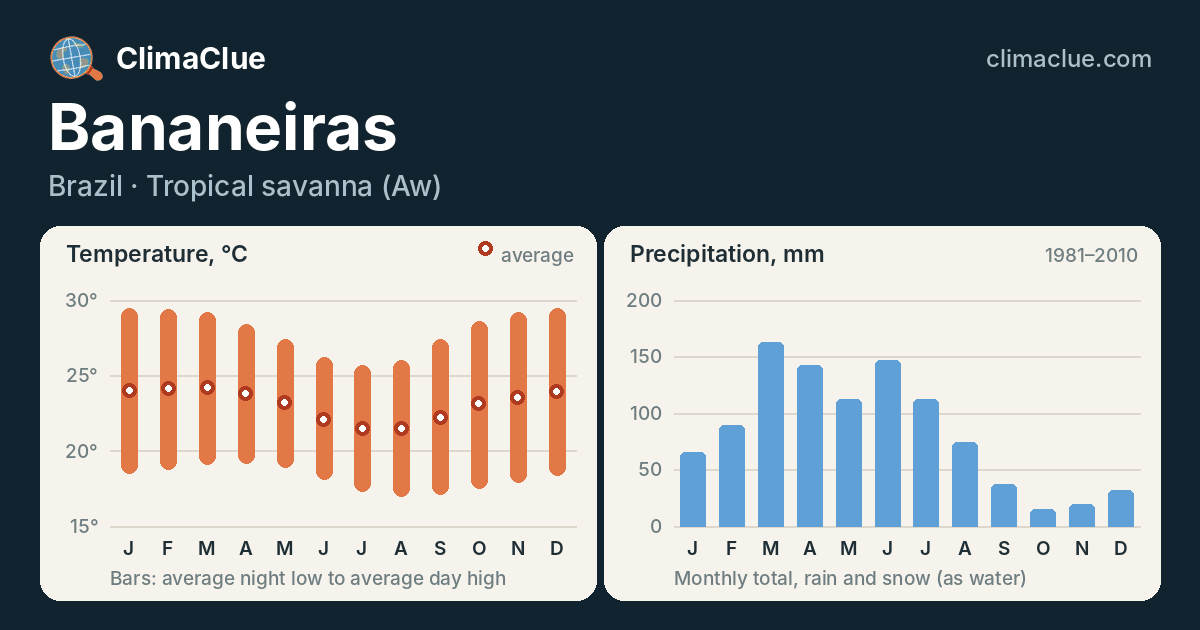 ClimaClue
climaclue.com
Bananeiras
Brazil · Tropical savanna (Aw)
Temperature, °C
average
30°
25°
20°
15°
J F M A M J J A S O N D
Bars: average night low to average day high
Precipitation, mm
1981–2010
200
150
100
50
0
J F M A M J J A S O N D
Monthly total, rain and snow (as water)